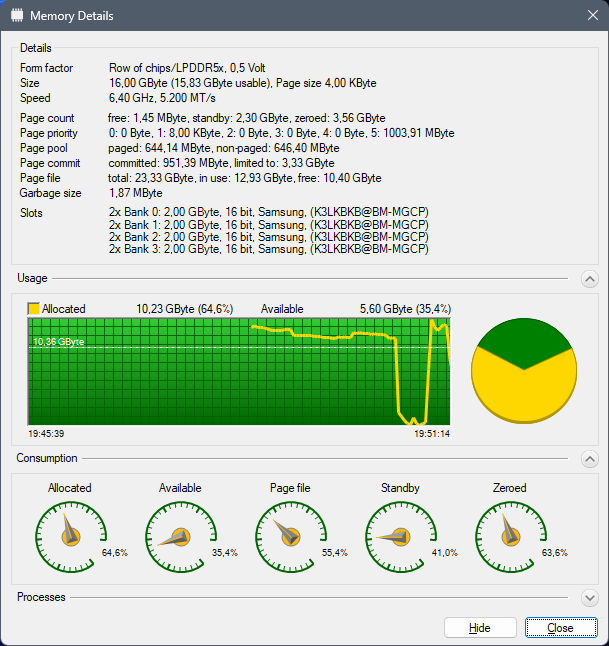 Memory Details
Details
Form factor Row of chips/LPDDR5x, 0,5 Volt
Size 16,00 GByte (15,83 GByte usable), Page size 4,00 KByte
Speed 6,40 GHz, 5.200 MT/s
Page count free: 1,45 MByte, standby: 2,30 GByte, zeroed: 3,56 GByte
Page priority 0: 0 Byte, 1: 8,00 KByte, 2: 0 Byte, 3: 0 Byte, 4: 0 Byte, 5: 1003,91 MByte
Page pool paged: 644,14 MByte, non-paged: 646,40 MByte
Page commit committed: 951,39 MByte, limited to: 3,33 GByte
Page file total: 23,33 GByte, in use: 12,93 GByte, free: 10,40 GByte
Garbage size 1,87 MByte
Slots 2x Bank 0: 2,00 GByte, 16 bit, Samsung, (K3LKBKB@BM-MGCP)
2x Bank 1: 2,00 GByte, 16 bit, Samsung, (K3LKBKB@BM-MGCP)
2x Bank 2: 2,00 GByte, 16 bit, Samsung, (K3LKBKB@BM-MGCP)
2x Bank 3: 2,00 GByte, 16 bit, Samsung, (K3LKBKB@BM-MGCP)
Usage
Allocated 10,23 GByte (64,6%) Available 5,60 GByte (35,4%)
10,36 GByte
19:45:39 19:51:14
Consumption
Allocated Available Page file Standby Zeroed
64,6% 35,4% 55,4% 41,0% 63,6%
Processes
Hide Close